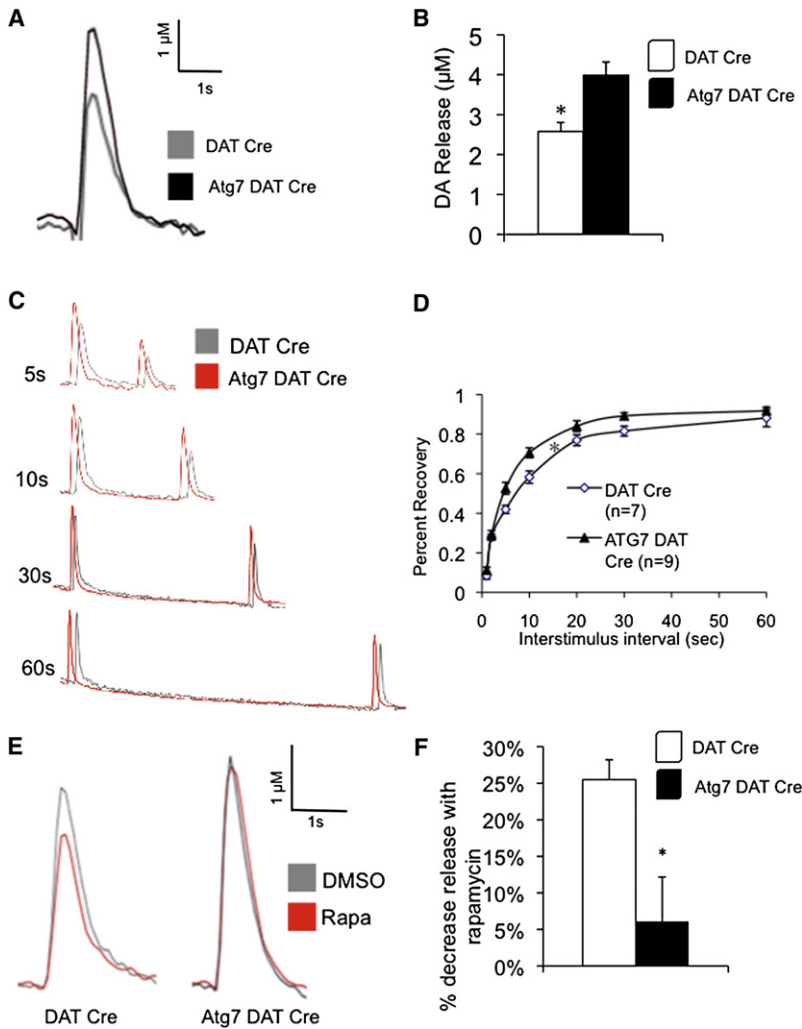 A
1 μM
1s
DAT Cre
Atg7 DAT Cre
B
DA Release (μM)
5
4
3
2
1
0
*
DAT Cre
Atg7 DAT Cre
C
DAT Cre
Atg7 DAT Cre
5s
10s
30s
60s
D
Percent Recovery
1
0.8
0.6
0.4
0.2
0
*
DAT Cre
(n=7)
ATG7 DAT
Cre (n=9)
0 10 20 30 40 50 60
Interstimulus interval (sec)
E
1 μM
1s
DMSO
Rapa
DAT Cre
Atg7 DAT Cre
F
% decrease release with
rapamycin
30%
25%
20%
15%
10%
5%
0%
*
DAT Cre
Atg7 DAT Cre